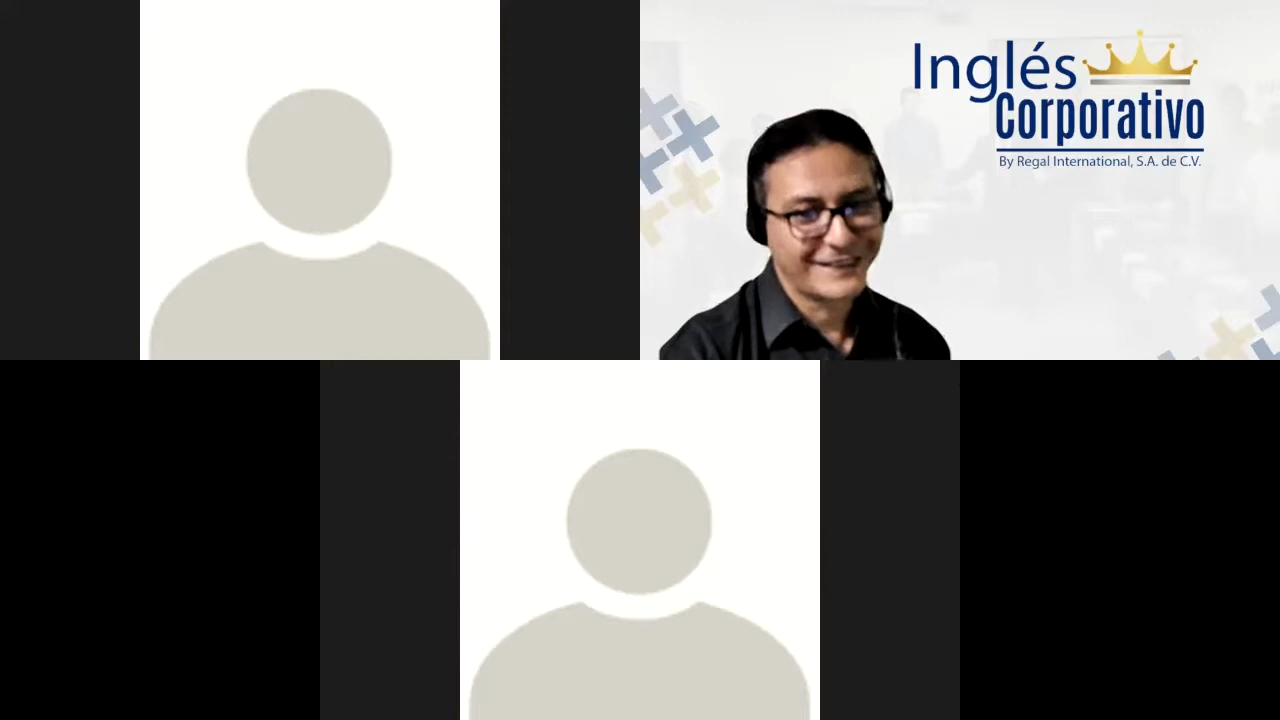 Inglés
Corporativo
By Regal International, S.A. de C.V.